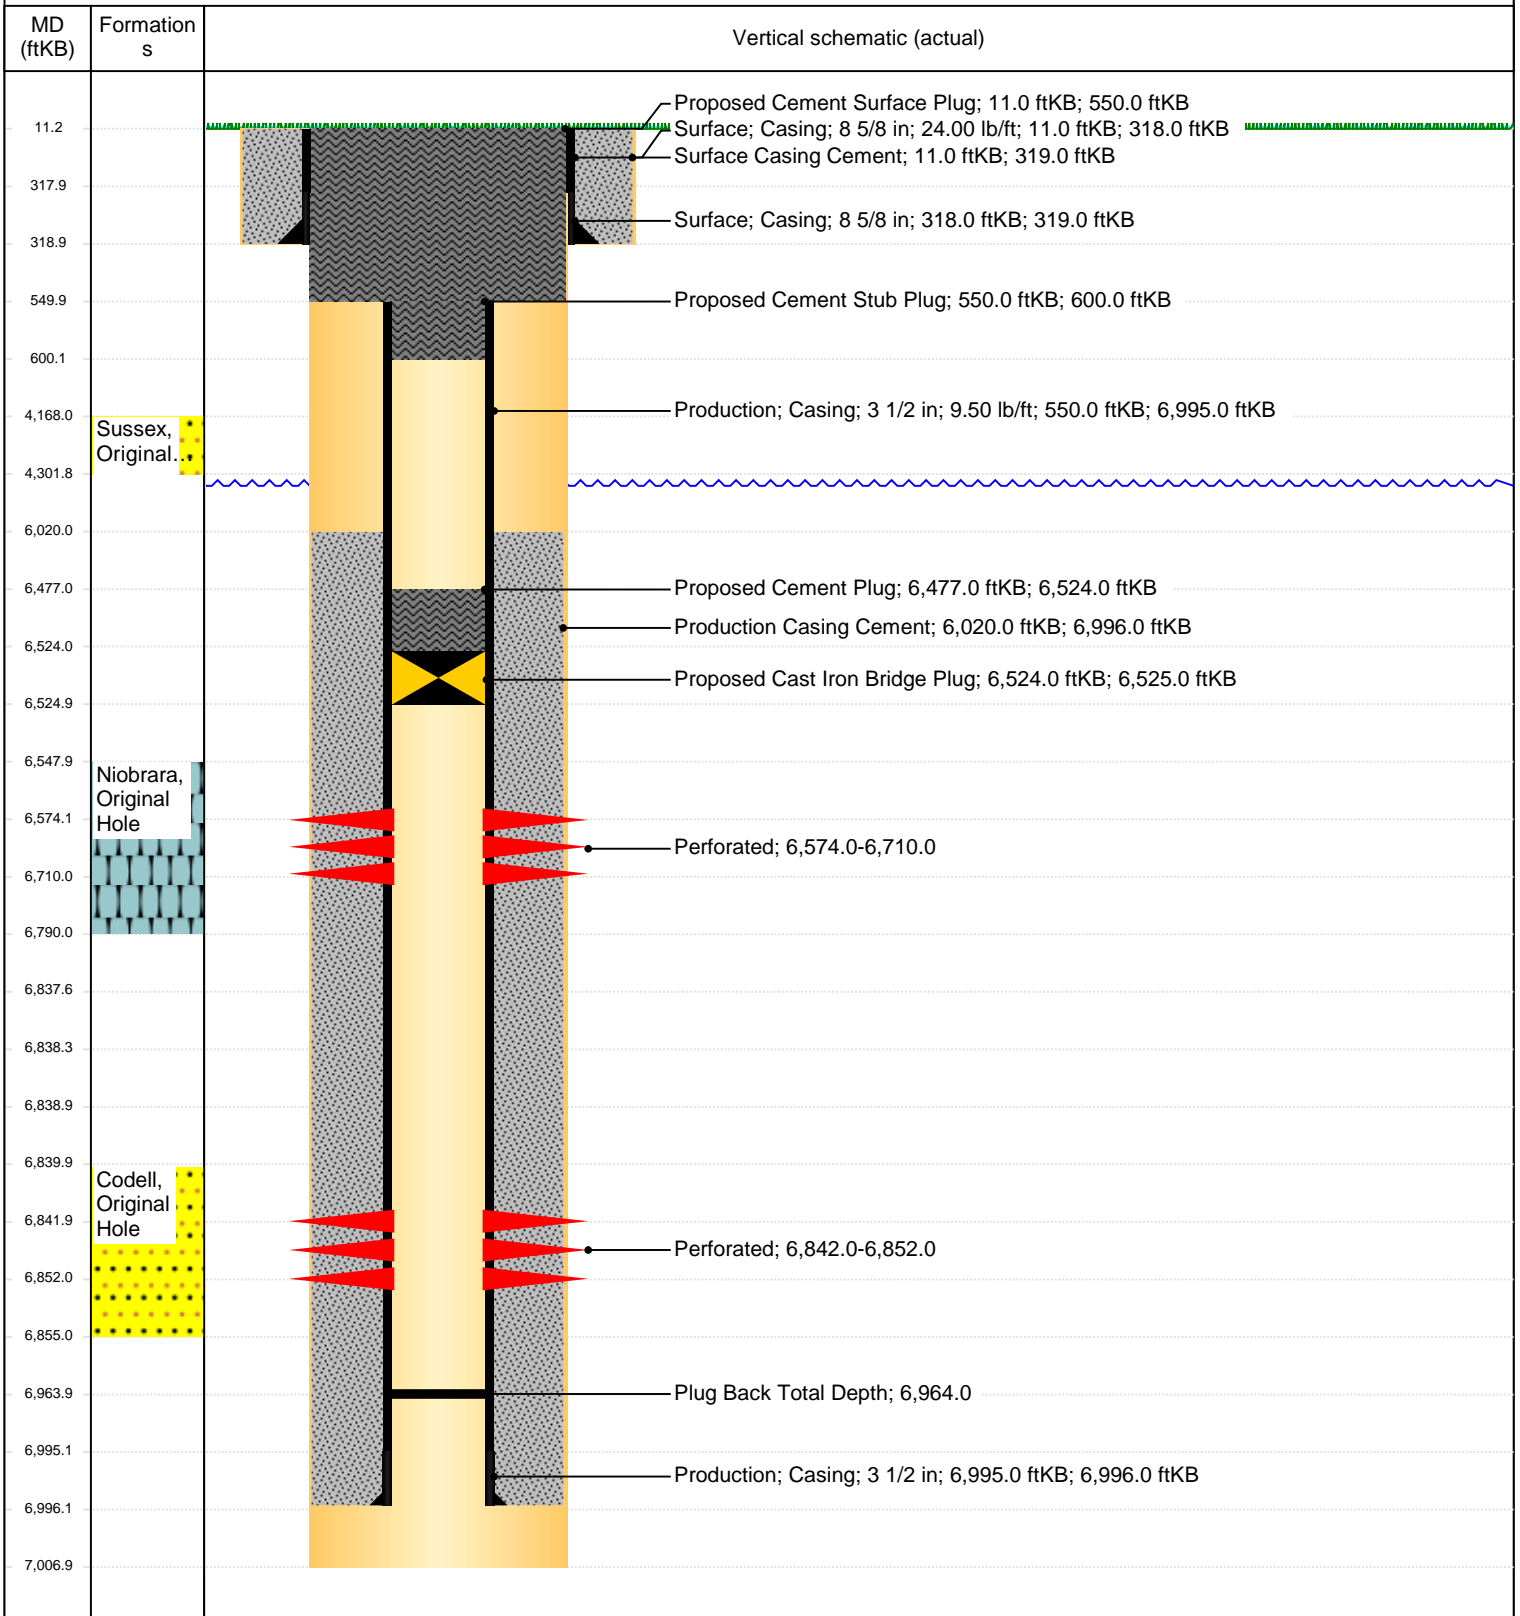 MD
(ftKB)
Formation
s
Vertical schematic (actual)
11.2
317.9
318.9
549.9
600.1
4,168.0
4,301.8
6,020.0
6,477.0
6,524.0
6,524.9
6,547.9
6,574.1
6,710.0
6,790.0
6,837.6
6,838.3
6,838.9
6,839.9
6,841.9
6,852.0
6,855.0
6,963.9
6,995.1
6,996.1
7,006.9
Sussex,
Original...
Niobrara,
Original
Hole
Codell,
Original
Hole
Proposed Cement Surface Plug; 11.0 ftKB; 550.0 ftKB
Surface; Casing; 8 5/8 in; 24.00 lb/ft; 11.0 ftKB; 318.0 ftKB
Surface Casing Cement; 11.0 ftKB; 319.0 ftKB
Surface; Casing; 8 5/8 in; 318.0 ftKB; 319.0 ftKB
Proposed Cement Stub Plug; 550.0 ftKB; 600.0 ftKB
Production; Casing; 3 1/2 in; 9.50 lb/ft; 550.0 ftKB; 6,995.0 ftKB
Proposed Cement Plug; 6,477.0 ftKB; 6,524.0 ftKB
Production Casing Cement; 6,020.0 ftKB; 6,996.0 ftKB
Proposed Cast Iron Bridge Plug; 6,524.0 ftKB; 6,525.0 ftKB
Perforated; 6,574.0-6,710.0
Perforated; 6,842.0-6,852.0
Plug Back Total Depth; 6,964.0
Production; Casing; 3 1/2 in; 6,995.0 ftKB; 6,996.0 ftKB